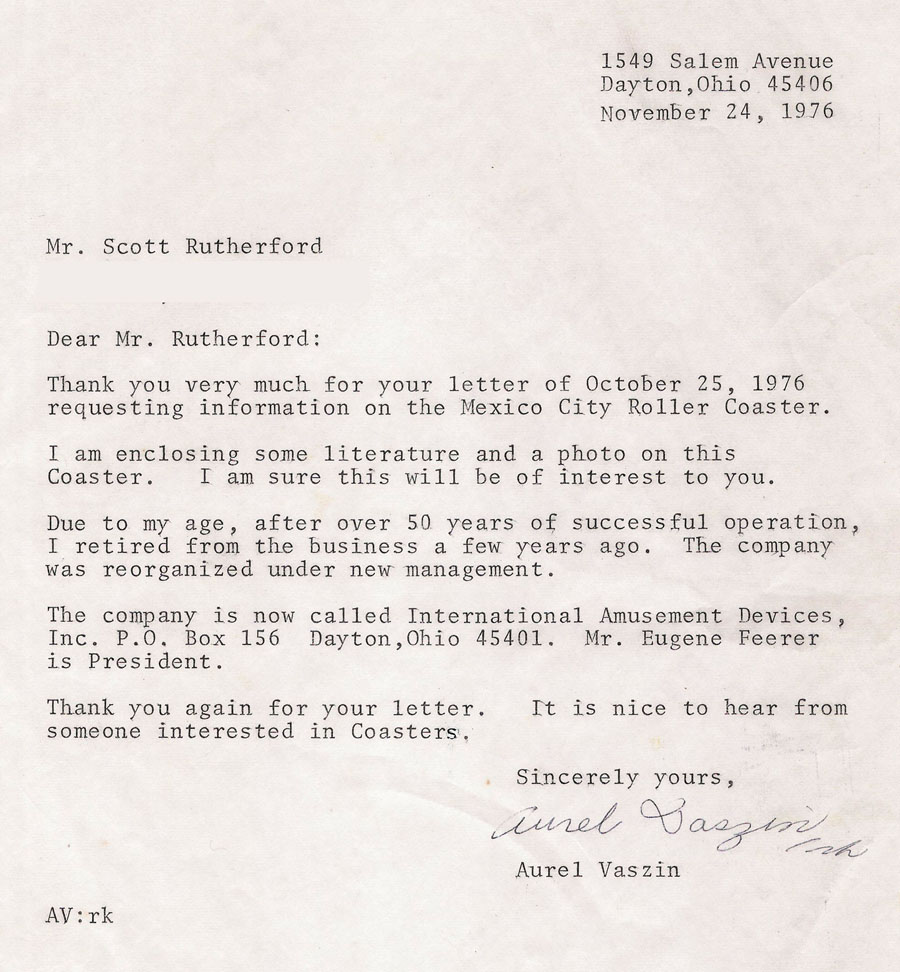 1549 Salem Avenue
Dayton,Ohio 45406
November 24, 1976
Mr. Scott Rutherford
Dear Mr. Rutherford:
Thank you very much for your letter of October 25, 1976
requesting information on the Mexico City Roller Coaster.
I am enclosing some literature and a photo on this
Coaster. I am sure this will be of interest to you.
Due to my age, after over 50 years of successful operation,
I retired from the business a few years ago. The company
was reorganized under new management.
The company is now called International Amusement Devices,
Inc. P.O. Box 156 Dayton,Ohio 45401. Mr. Eugene Feerer
is President.
Thank you again for your letter. It is nice to hear from
someone interested in Coasters.
Sincerely yours,
Aurel Vaszin
Aurel Vaszin
AV:rk